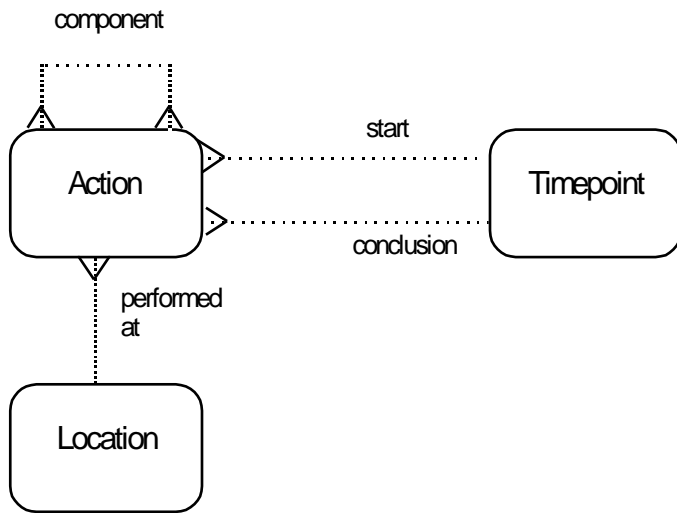 component
start
Action
Timepoint
conclusion
performed
at
Location